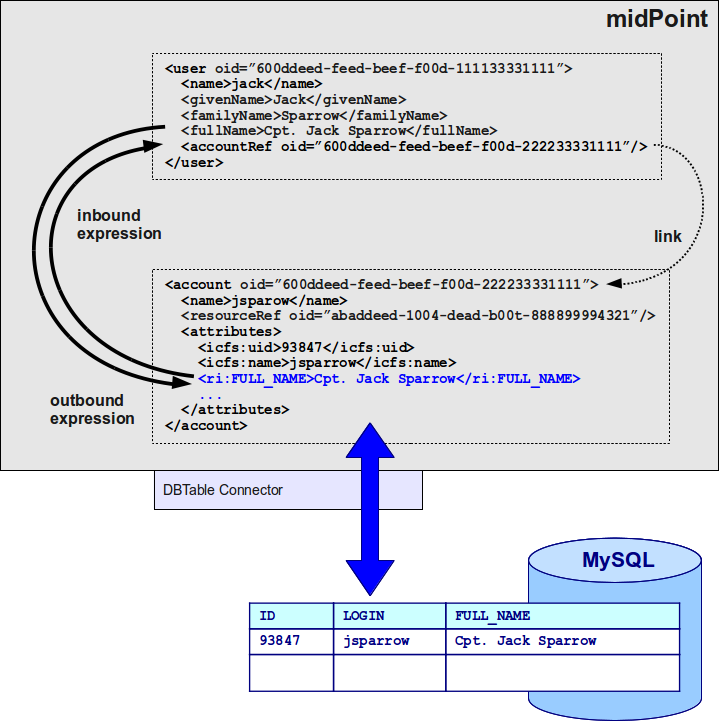 midPoint
<user oid="600ddeed-feed-beef-f00d-111133331111">
<name>jack</name>
<givenName>Jack</givenName>
<familyName>Sparrow</familyName>
<fullName>Cpt. Jack Sparrow</fullName>
<accountRef oid="600ddeed-feed-beef-f00d-222233331111"/>
</user>
inbound
expression
link
<account oid="600ddeed-feed-beef-f00d-222233331111">
<name>jsparow</name>
<resourceRef oid="abaddeed-1004-dead-b00t-888899994321"/>
<attributes>
<icfs:uid>93847</icfs:uid>
<icfs:name>jsparrow</icfs:name>
<ri:FULL_NAME>Cpt. Jack Sparrow</ri:FULL_NAME>
...
</attributes>
</account>
outbound
expression
DBTable Connector
MySQL
ID LOGIN FULL_NAME
93847 jsparrow Cpt. Jack Sparrow